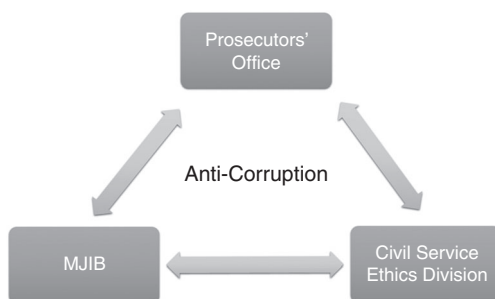 Prosecutors'
Office
Anti-Corruption
MJIB
Civil Service
Ethics Division